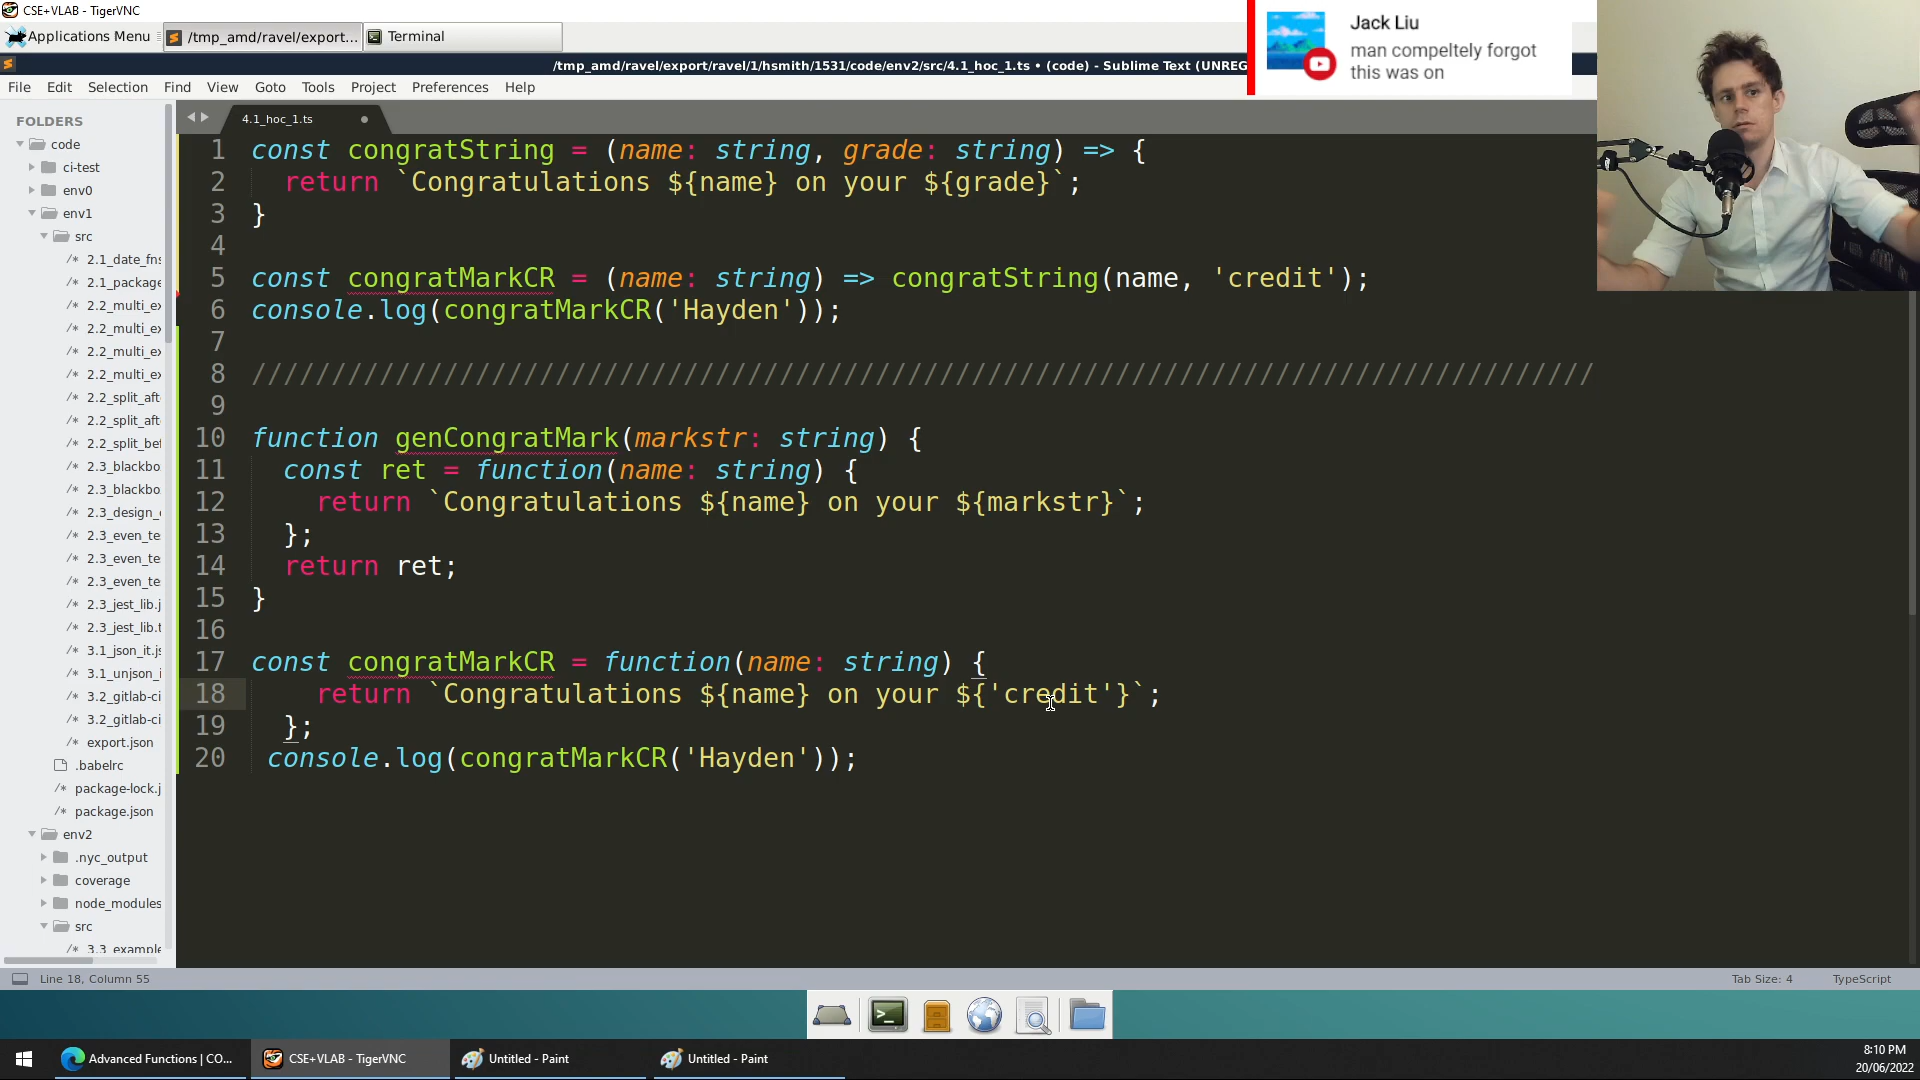 CSE+VLAB - TigerVNC
Applications Menu
/tmp_amd/ravel/export...
Terminal
Jack Liu
man compeltely forgot
this was on
/tmp_amd/ravel/export/ravel/1/hsmith/1531/code/env2/src/4.1_hoc_1.ts • (code) - Sublime Text (UNREG
File Edit Selection Find View Goto Tools Project Preferences Help
FOLDERS
code
ci-test
env0
env1
src
2.1_date_fns
2.1_package
2.2_multi_ex
2.2_multi_ex
2.2_multi_ex
2.2_multi_ex
2.2_split_aft
2.2_split_aft
2.2_split_bef
2.3_blackbo
2.3_blackbo
2.3_design_
2.3_even_te
2.3_even_te
2.3_even_te
2.3_jest_lib.j
2.3_jest_lib.t
3.1_json_it.js
3.1_unjson_i
3.2_gitlab-ci
3.2_gitlab-ci
export.json
.babelrc
package-lock.j
package.json
env2
.nyc_output
coverage
node_modules
src
3.3_example
4.1_hoc_1.ts
1 const congratString = (name: string, grade: string) => {
2 return `Congratulations ${name} on your ${grade}`;
3 }
4
5 const congratMarkCR = (name: string) => congratString(name, 'credit');
6 console.log(congratMarkCR('Hayden'));
7
8 ////////////////////////////////////////////////////////////////////////////////////
9
10 function genCongratMark(markstr: string) {
11 const ret = function(name: string) {
12 return `Congratulations ${name} on your ${markstr}`;
13 };
14 return ret;
15 }
16
17 const congratMarkCR = function(name: string) {
18 return `Congratulations ${name} on your ${'credit'}`;
19 };
20 console.log(congratMarkCR('Hayden'));
Line 18, Column 55
Tab Size: 4
TypeScript
Advanced Functions | CO...
CSE+VLAB - TigerVNC
Untitled - Paint
Untitled - Paint
8:10 PM
20/06/2022